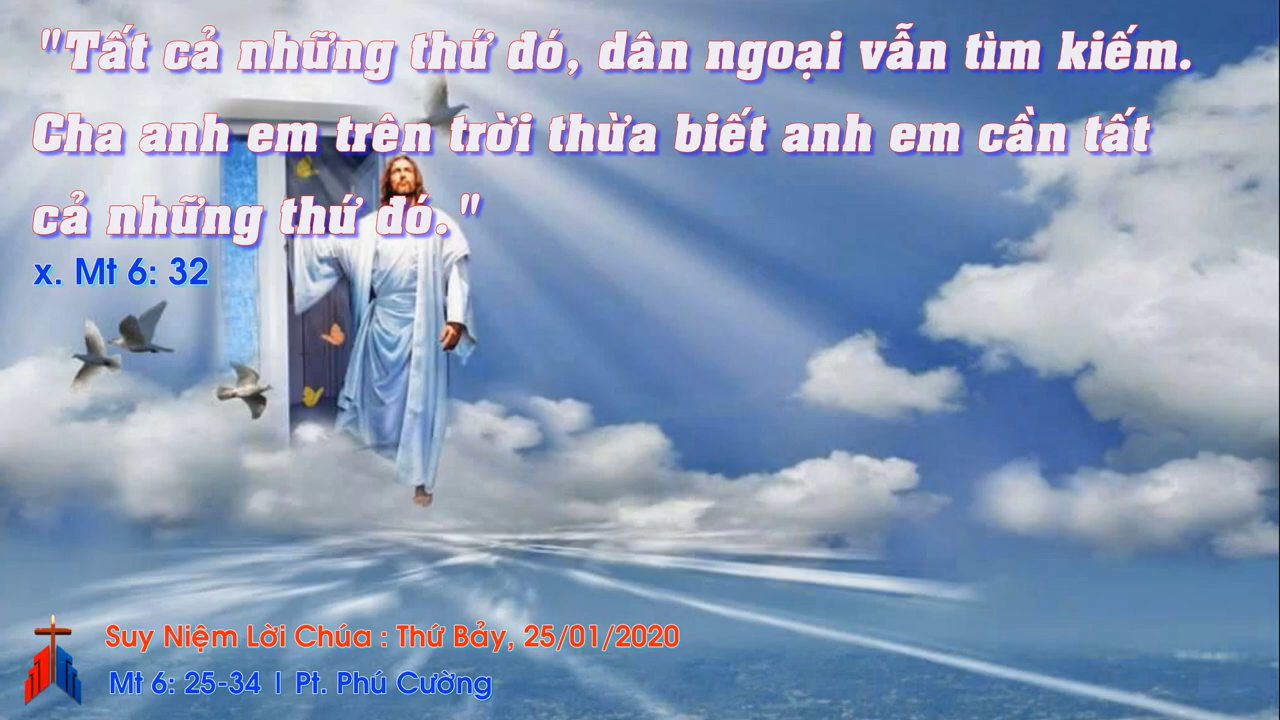 "Tất cả những thứ đó, dân ngoại vẫn tìm kiếm.
Cha anh em trên trời thừa biết anh em cần tất
cả những thứ đó."
x. Mt 6: 32
Suy Niệm Lời Chúa : Thứ Bảy, 25/01/2020
Mt 6: 25-34 | Pt. Phú Cường